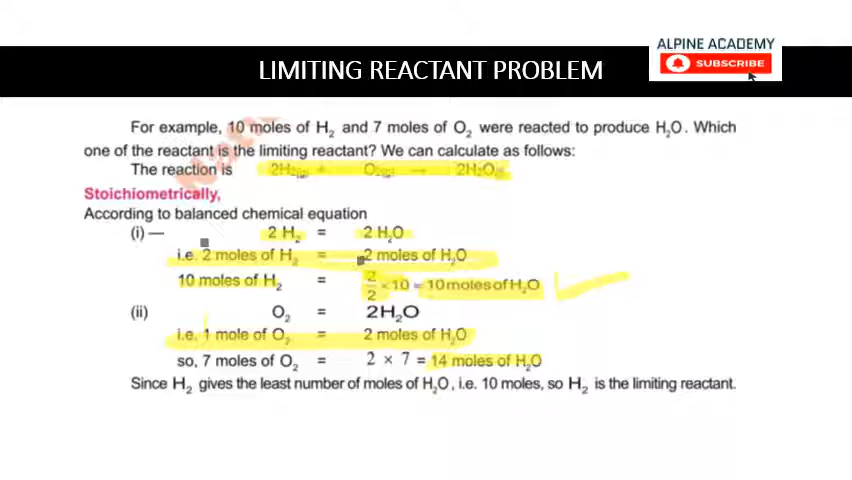 ALPINE ACADEMY
SUBSCRIBE
LIMITING REACTANT PROBLEM
For example, 10 moles of H₂ and 7 moles of O₂ were reacted to produce H₂O. Which
one of the reactant is the limiting reactant? We can calculate as follows:
The reaction is 2H₂ + O₂ → 2H₂O
Stoichiometrically,
According to balanced chemical equation
(i) — 2 H₂ = 2 H₂O
i.e. 2 moles of H₂ = 2 moles of H₂O
10 moles of H₂ = 2/2 × 10 = 10 moles of H₂O
(ii) O₂ = 2H₂O
i.e. 1 mole of O₂ = 2 moles of H₂O
so, 7 moles of O₂ = 2 × 7 = 14 moles of H₂O
Since H₂ gives the least number of moles of H₂O, i.e. 10 moles, so H₂ is the limiting reactant.